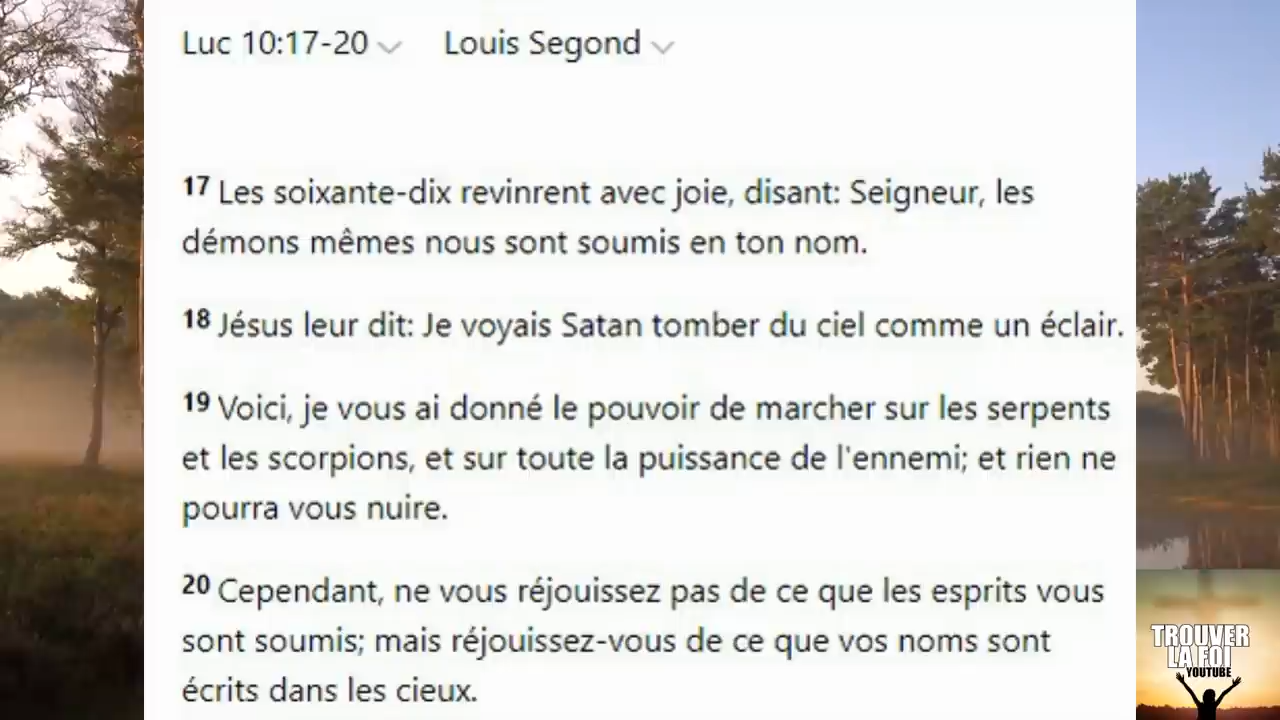 Luc 10:17-20 Louis Segond
17 Les soixante-dix revinrent avec joie, disant: Seigneur, les
démons mêmes nous sont soumis en ton nom.
18 Jésus leur dit: Je voyais Satan tomber du ciel comme un éclair.
19 Voici, je vous ai donné le pouvoir de marcher sur les serpents
et les scorpions, et sur toute la puissance de l'ennemi; et rien ne
pourra vous nuire.
20 Cependant, ne vous réjouissez pas de ce que les esprits vous
sont soumis; mais réjouissez-vous de ce que vos noms sont
écrits dans les cieux.
TROUVER
LA FOI
YOUTUBE